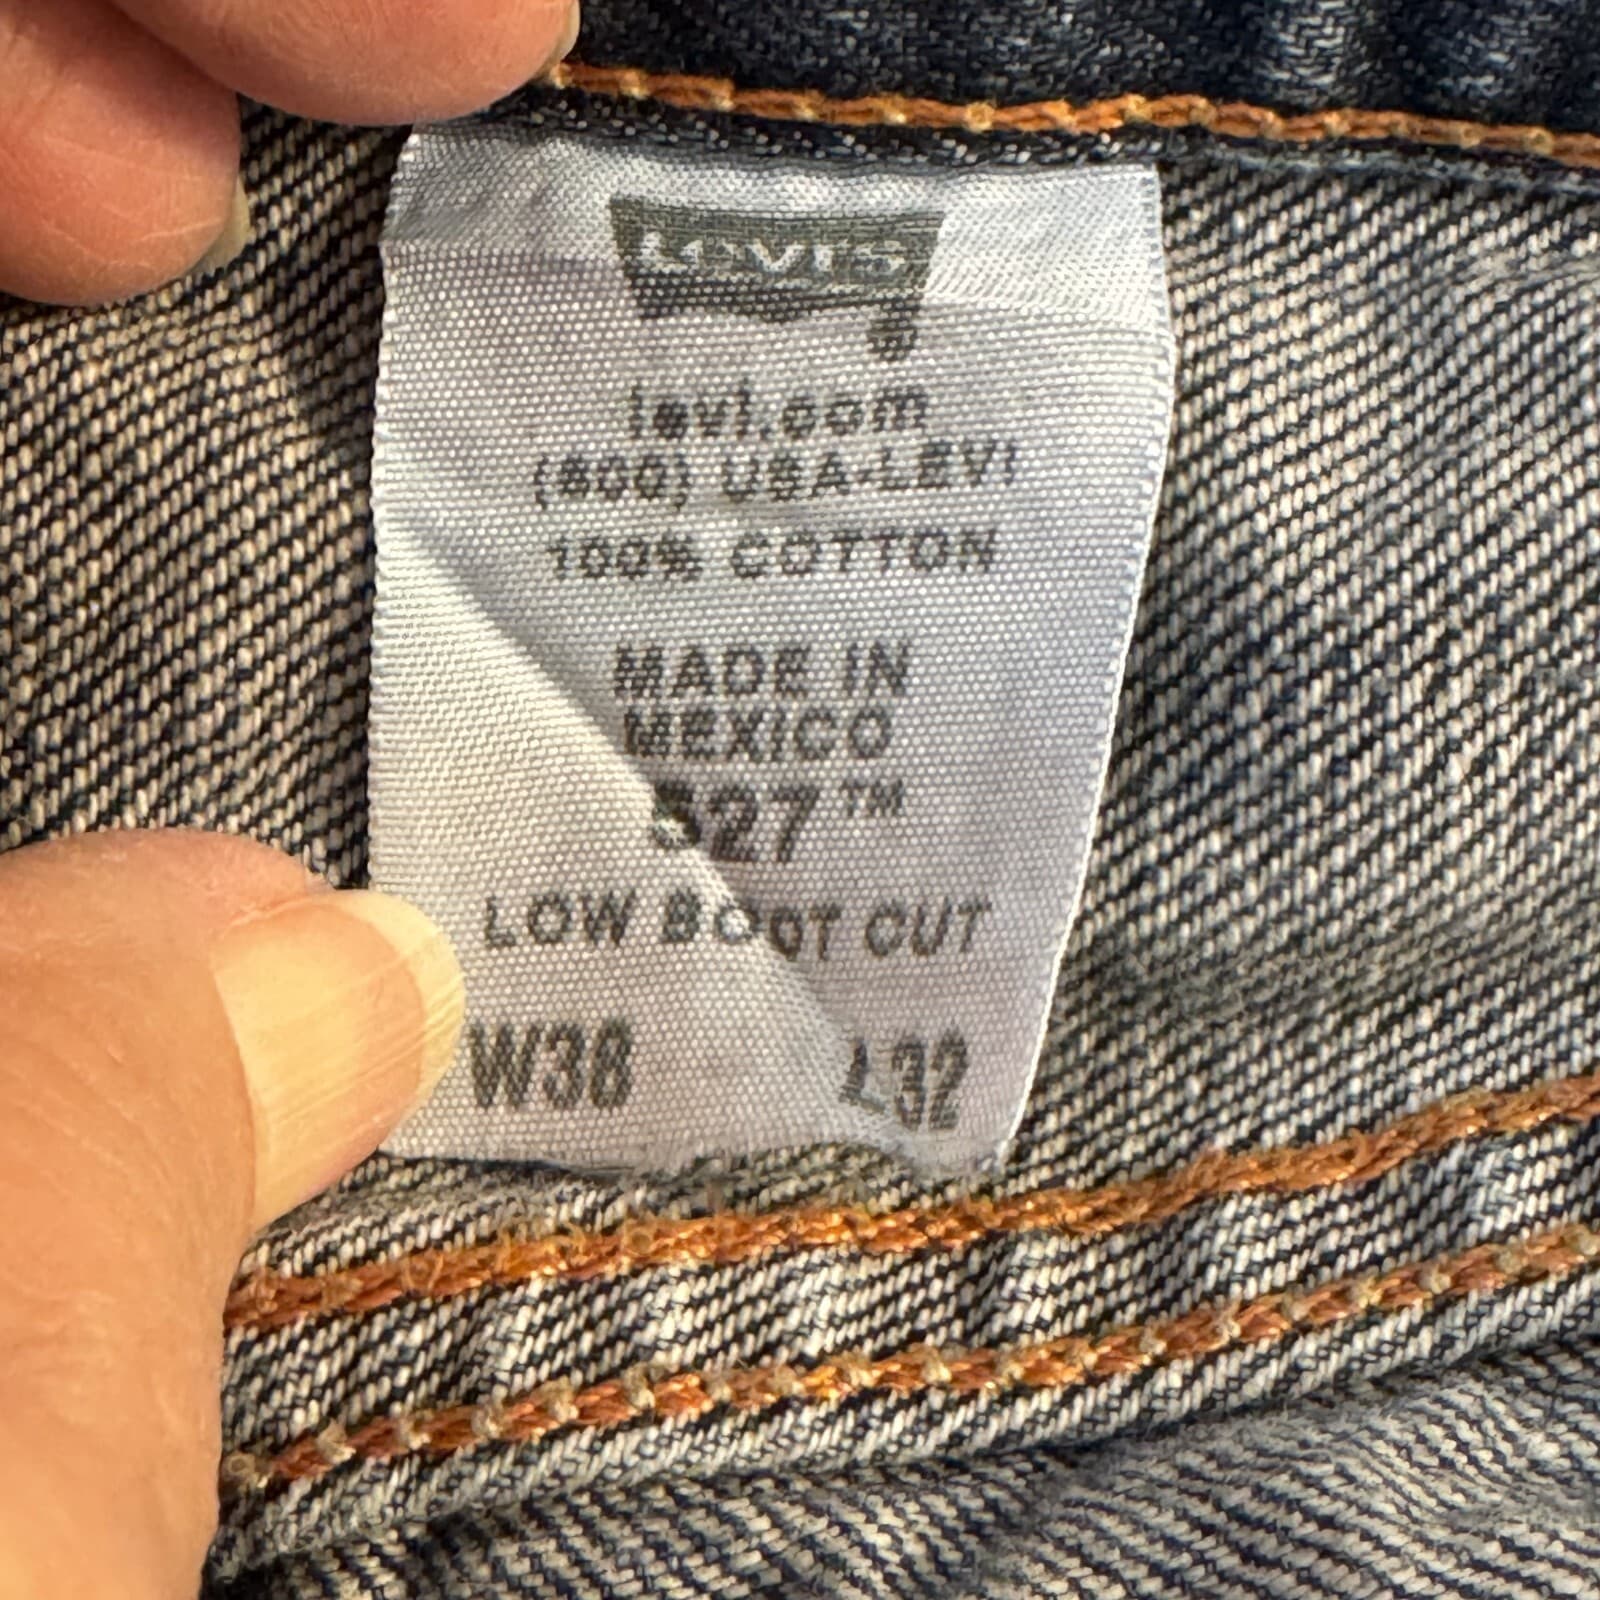 LEVI'S
®
levi.com
(800) USA-LEVI
100% COTTON
MADE IN
MEXICO
527™
LOW BOOT CUT
W38 L32